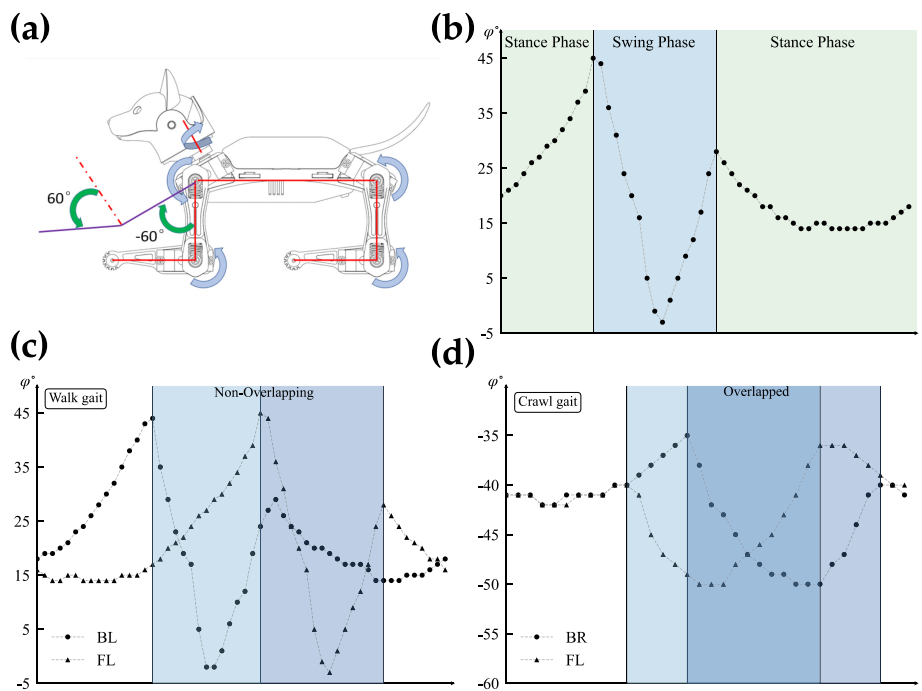 (a)
60°
-60°
(b)
φ°
Stance Phase
Swing Phase
Stance Phase
45
35
25
15
5
-5
(c)
φ°
Walk gait
Non-Overlapping
45
35
25
15
5
-5
BL
FL
(d)
φ°
Crawl gait
Overlapped
-35
-40
-45
-50
-55
-60
BR
FL